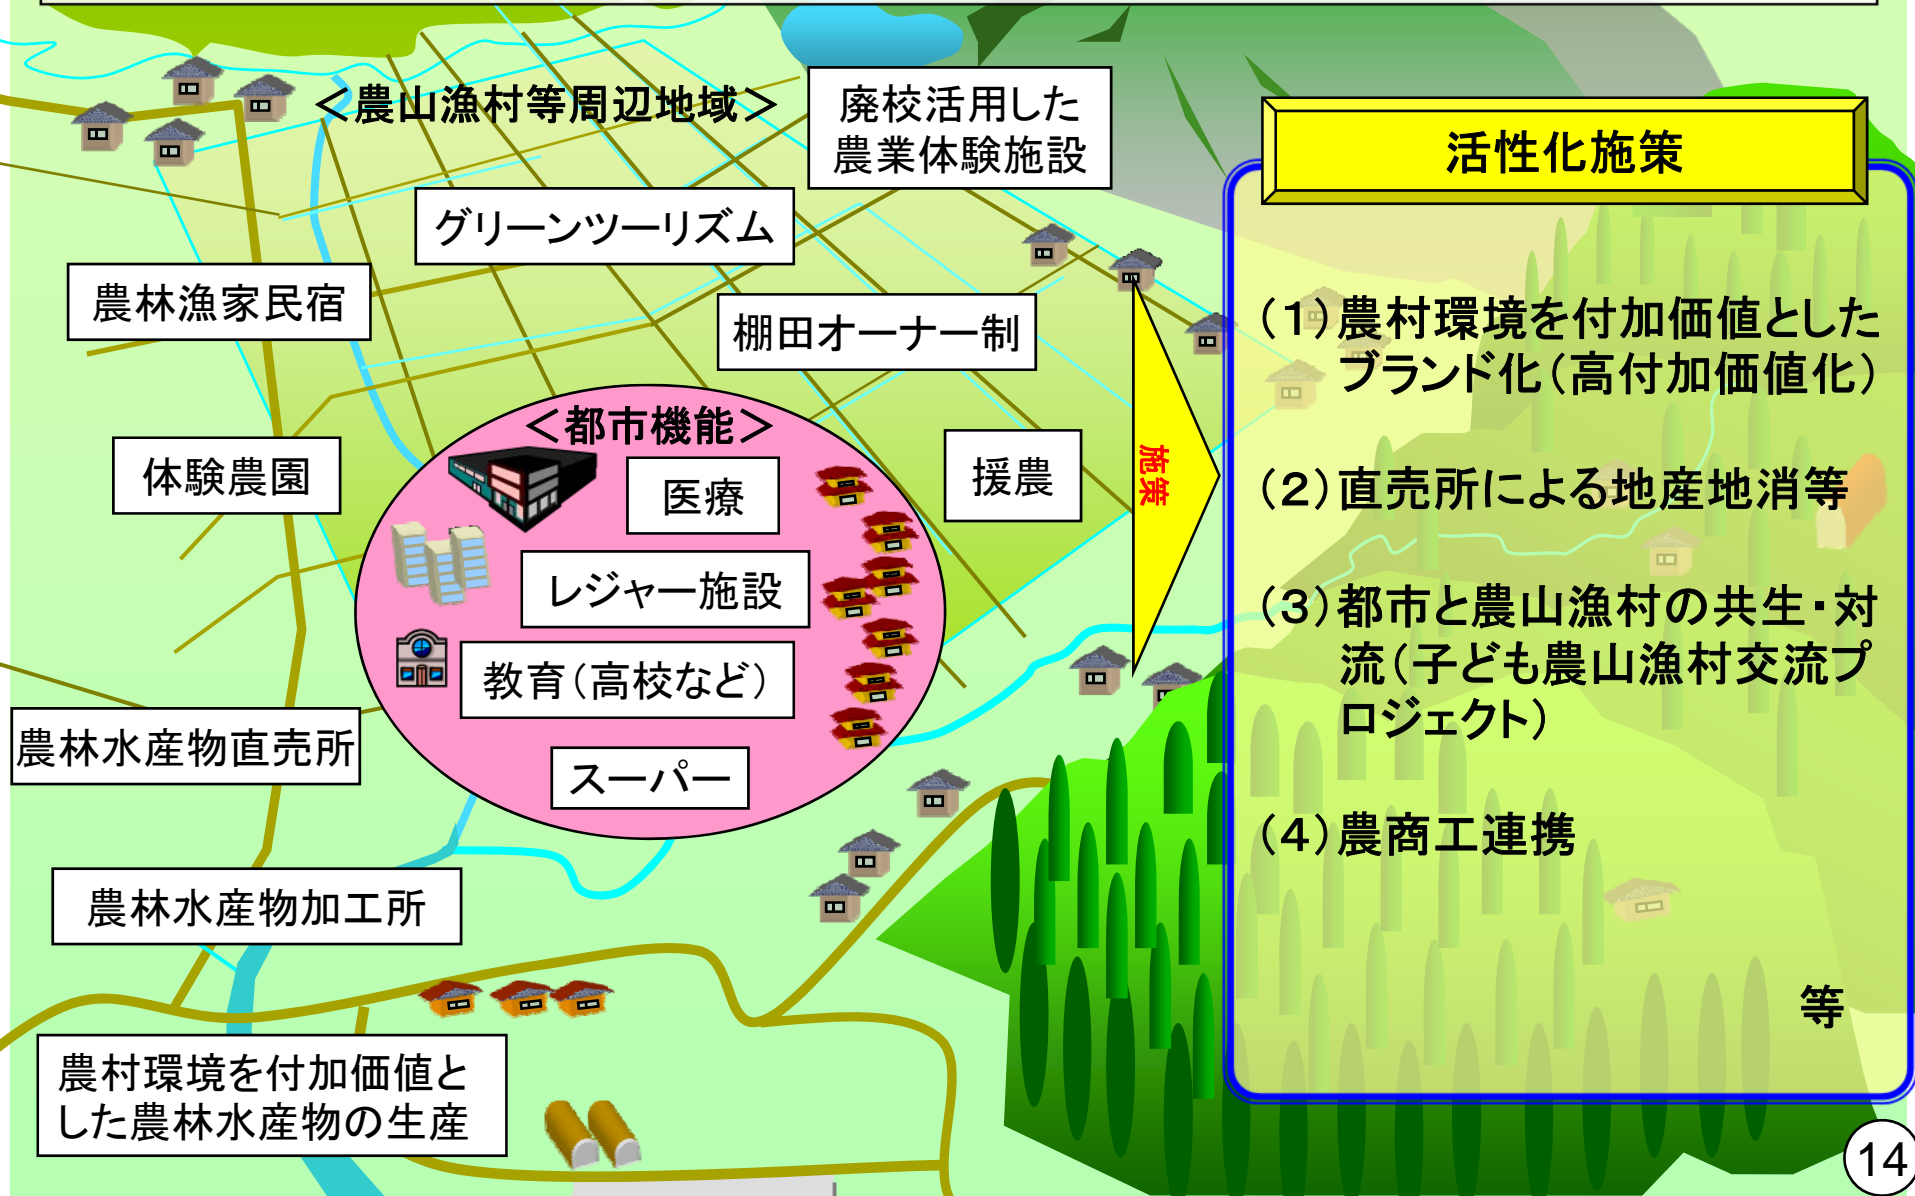 ＜農山漁村等周辺地域＞
廃校活用した
農業体験施設
グリーンツーリズム
農林漁家民宿
棚田オーナー制
体験農園
援農
＜都市機能＞
医療
レジャー施設
教育（高校など）
スーパー
農林水産物直売所
農林水産物加工所
農村環境を付加価値と
した農林水産物の生産
施策
活性化施策
（１）農村環境を付加価値とした
ブランド化（高付加価値化）
（２）直売所による地産地消等
（３）都市と農山漁村の共生・対
流（子ども農山漁村交流プ
ロジェクト）
（４）農商工連携
等
14